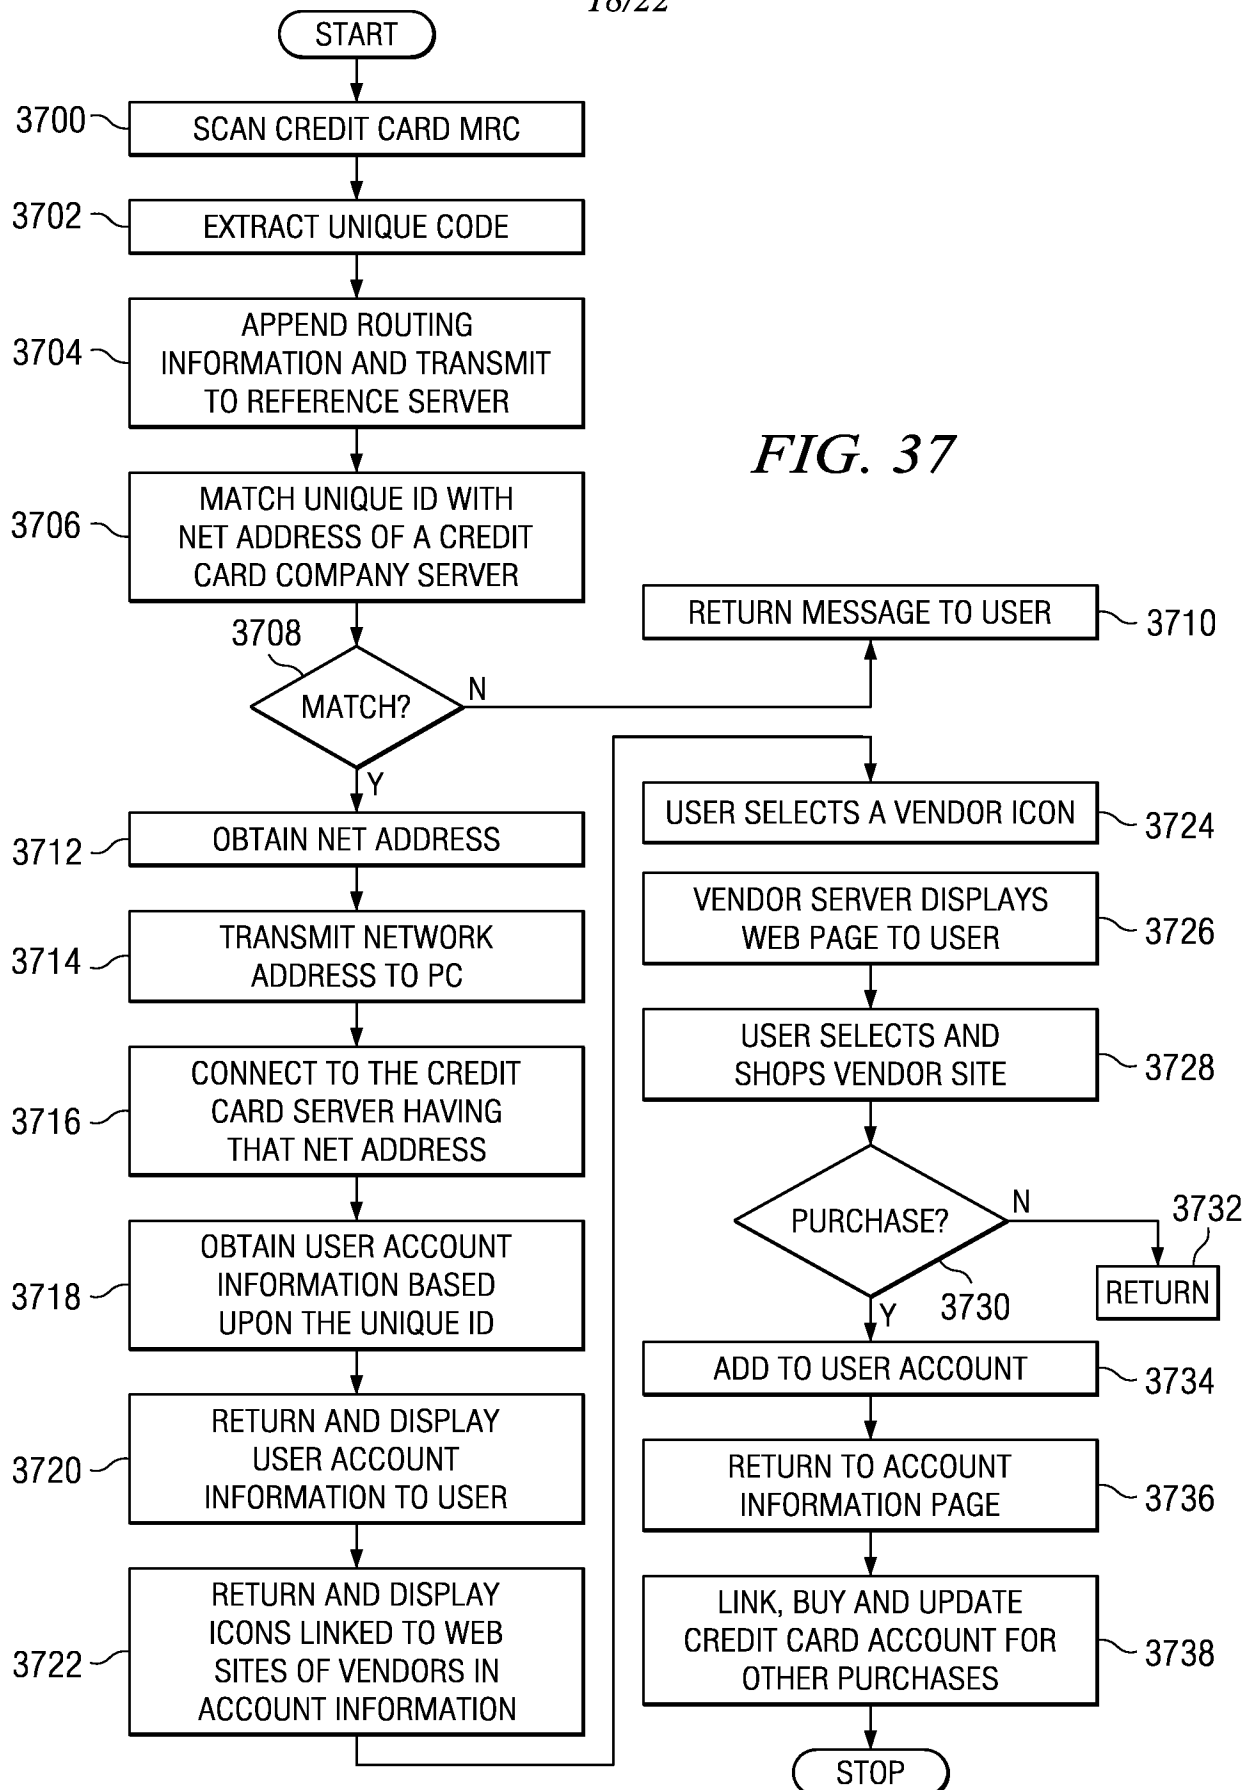 18/22
START
3700
SCAN CREDIT CARD MRC
3702
EXTRACT UNIQUE CODE
3704
APPEND ROUTING
INFORMATION AND TRANSMIT
TO REFERENCE SERVER
FIG. 37
3706
MATCH UNIQUE ID WITH
NET ADDRESS OF A CREDIT
CARD COMPANY SERVER
3708
MATCH?
N
Y
RETURN MESSAGE TO USER
3710
3712
OBTAIN NET ADDRESS
3714
TRANSMIT NETWORK
ADDRESS TO PC
3716
CONNECT TO THE CREDIT
CARD SERVER HAVING
THAT NET ADDRESS
3718
OBTAIN USER ACCOUNT
INFORMATION BASED
UPON THE UNIQUE ID
3720
RETURN AND DISPLAY
USER ACCOUNT
INFORMATION TO USER
3722
RETURN AND DISPLAY
ICONS LINKED TO WEB
SITES OF VENDORS IN
ACCOUNT INFORMATION
USER SELECTS A VENDOR ICON
3724
VENDOR SERVER DISPLAYS
WEB PAGE TO USER
3726
USER SELECTS AND
SHOPS VENDOR SITE
3728
PURCHASE?
3730
N
3732
RETURN
Y
ADD TO USER ACCOUNT
3734
RETURN TO ACCOUNT
INFORMATION PAGE
3736
LINK, BUY AND UPDATE
CREDIT CARD ACCOUNT FOR
OTHER PURCHASES
3738
STOP